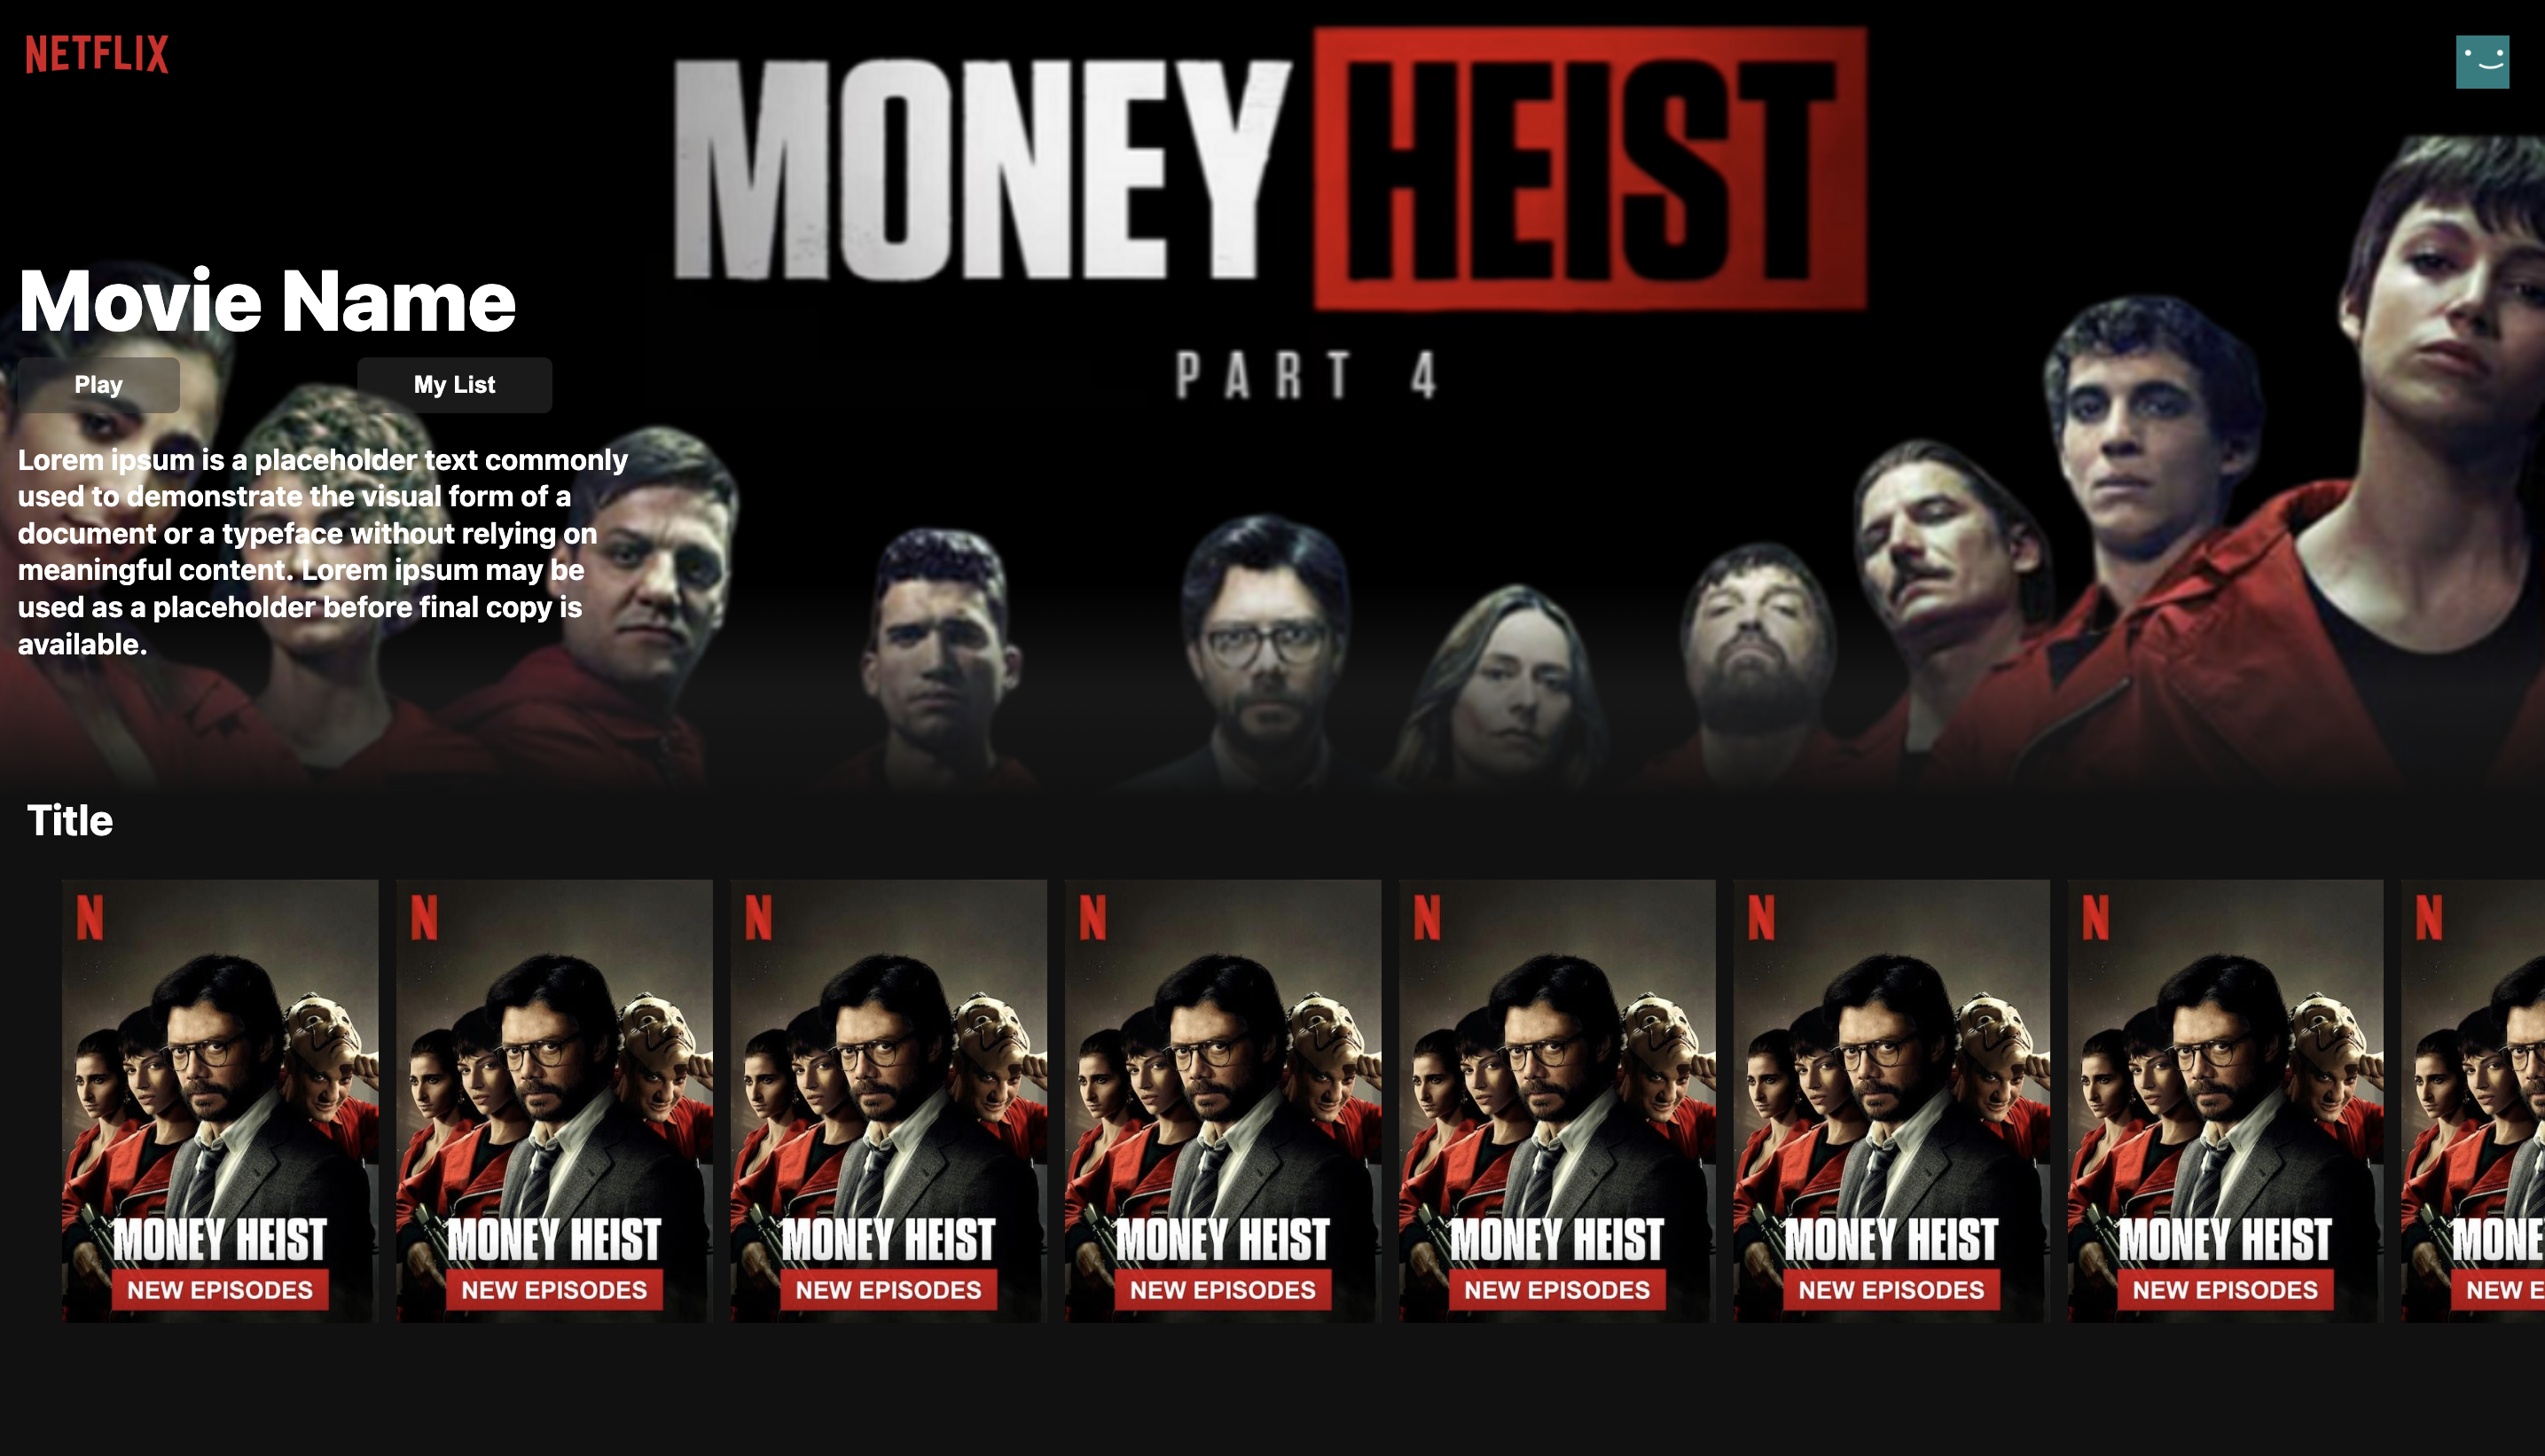 NETFLIX
MONEY HEIST
PART 4
Movie Name
Play
My List
Lorem ipsum is a placeholder text commonly
used to demonstrate the visual form of a
document or a typeface without relying on
meaningful content. Lorem ipsum may be
used as a placeholder before final copy is
available.
Title
N
MONEY HEIST
NEW EPISODES
N
MONEY HEIST
NEW EPISODES
N
MONEY HEIST
NEW EPISODES
N
MONEY HEIST
NEW EPISODES
N
MONEY HEIST
NEW EPISODES
N
MONEY HEIST
NEW EPISODES
N
MONEY HEIST
NEW EPISODES
N
MONE
NEW E